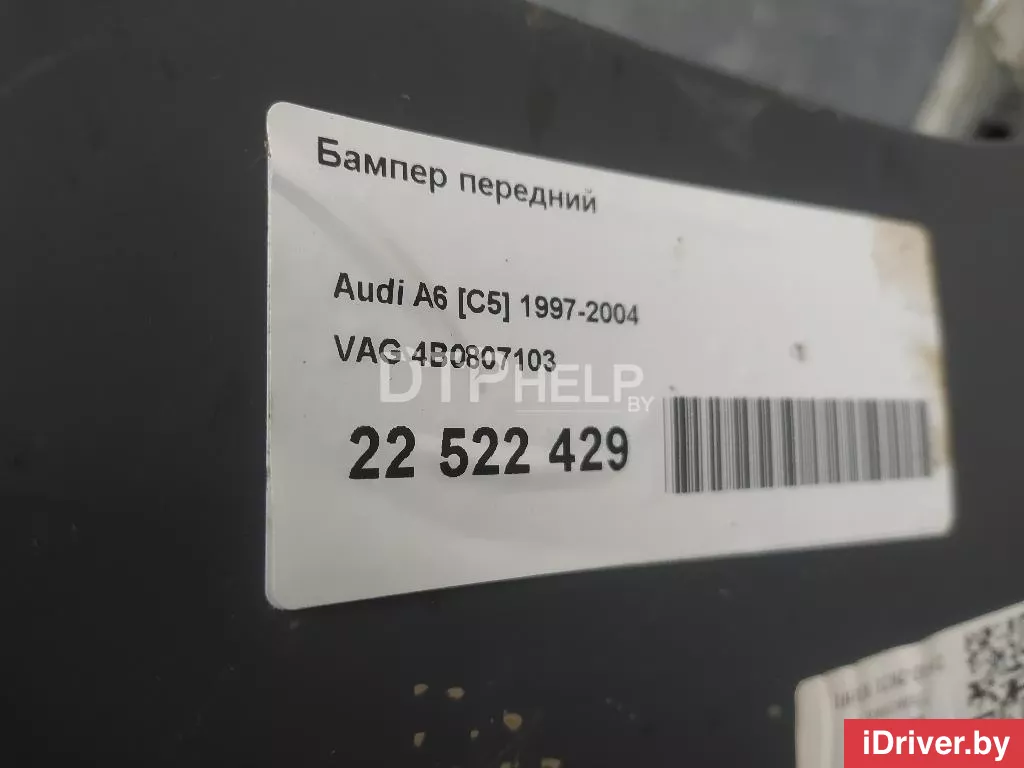 Бампер передний
Audi A6 [C5] 1997-2004
VAG 4B0807103
DTPHELP
BY
22 522 429
iDriver.by